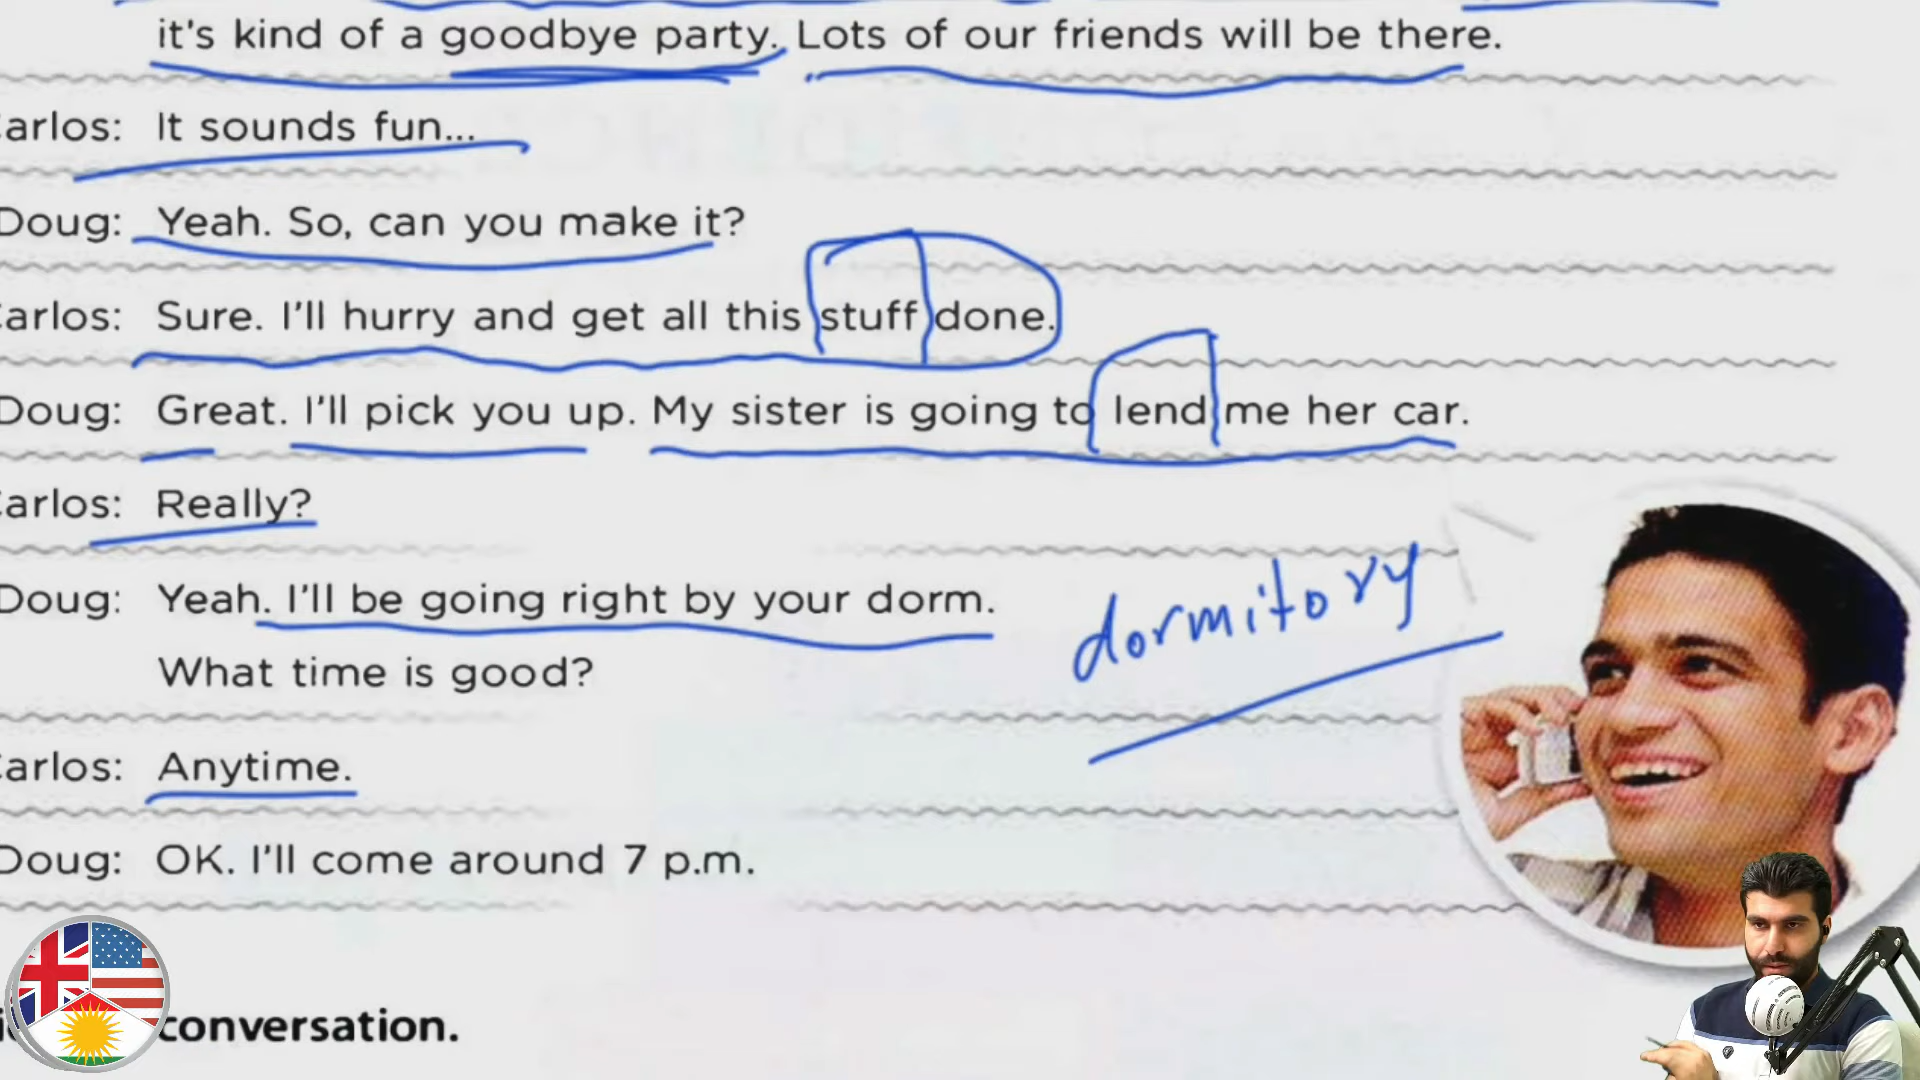 it's kind of a goodbye party. Lots of our friends will be there.
arlos: It sounds fun...
Doug: Yeah. So, can you make it?
arlos: Sure. I'll hurry and get all this stuff done.
Doug: Great. I'll pick you up. My sister is going to lend me her car.
arlos: Really?
Doug: Yeah. I'll be going right by your dorm.
What time is good?
dormitory
arlos: Anytime.
Doug: OK. I'll come around 7 p.m.
conversation.